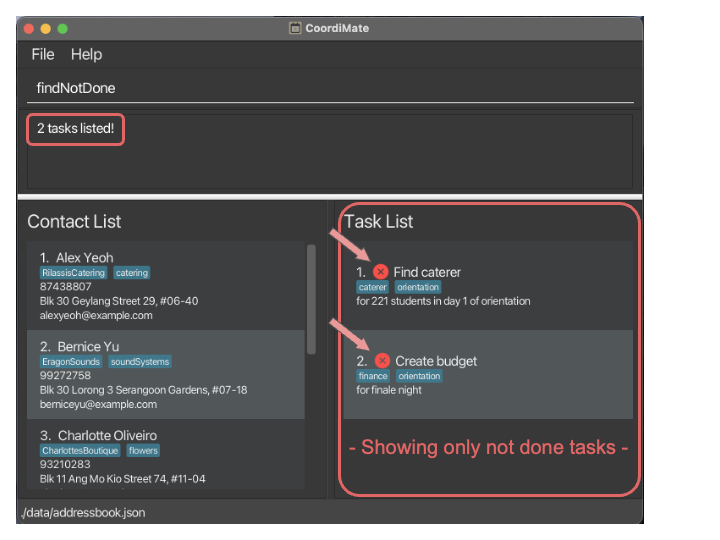 CoordiMate
File Help
findNotDone
2 tasks listed!
Contact List
1. Alex Yeoh
RilassisCatering catering
87438807
Blk 30 Geylang Street 29, #06-40
alexyeoh@example.com
2. Bernice Yu
EragonSounds soundSystems
99272758
Blk 30 Lorong 3 Serangoon Gardens, #07-18
berniceyu@example.com
3. Charlotte Oliveiro
CharlottesBoutique flowers
93210283
Blk 11 Ang Mo Kio Street 74, #11-04
Task List
1. Find caterer
caterer orientation
for 221 students in day 1 of orientation
2. Create budget
finance orientation
for finale night
- Showing only not done tasks -
./data/addressbook.json